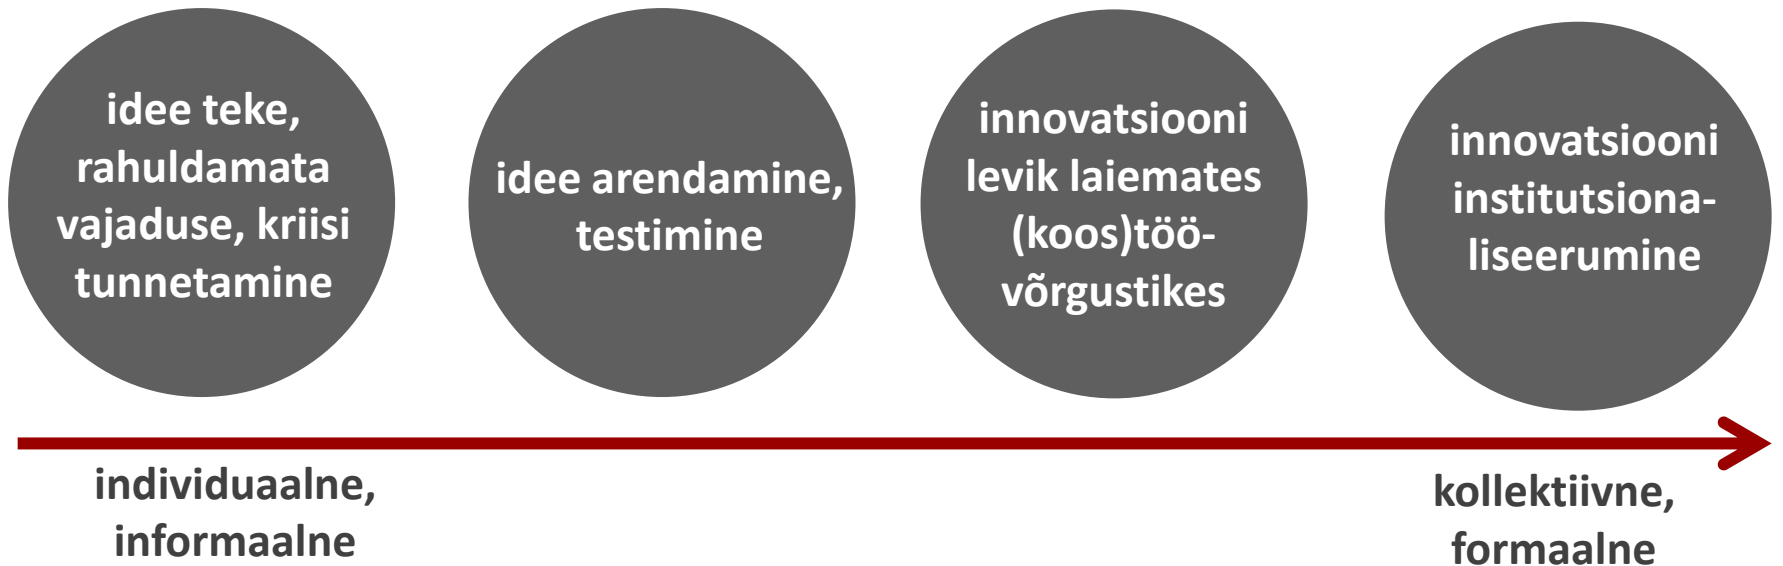 idee teke,
rahuldamata
vajaduse, kriisi
tunnetamine
idee arendamine,
testimine
innovatsiooni
levik laiemates
(koos)töö-
võrgustikes
innovatsiooni
institutsiona-
liseerumine
individuaalne,
informaalne
kollektiivne,
formaalne